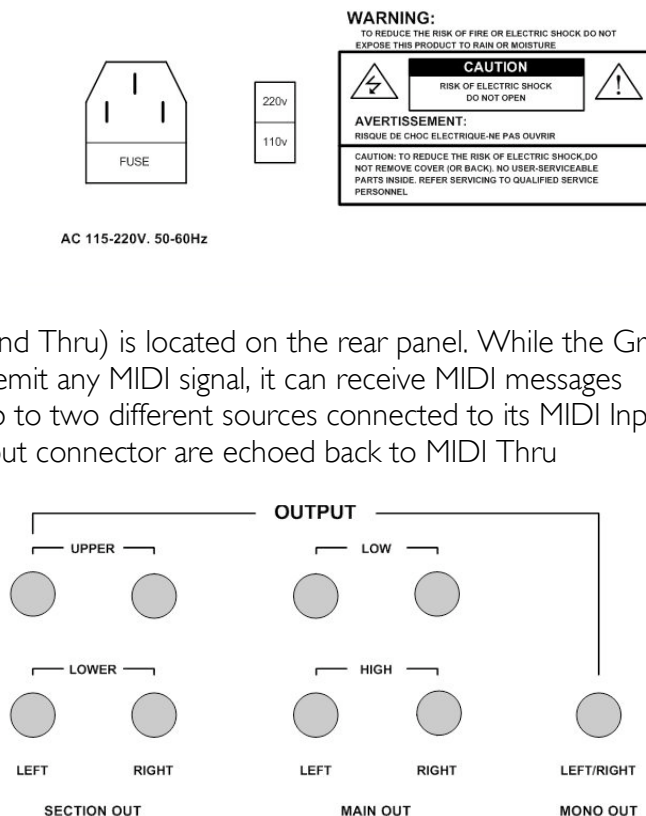 WARNING:
TO REDUCE THE RISK OF FIRE OR ELECTRIC SHOCK DO NOT
EXPOSE THIS PRODUCT TO RAIN OR MOISTURE
CAUTION
RISK OF ELECTRIC SHOCK
DO NOT OPEN
AVERTISSEMENT:
RISQUE DE CHOC ELECTRIQUE-NE PAS OUVRIR
CAUTION: TO REDUCE THE RISK OF ELECTRIC SHOCK,DO
NOT REMOVE COVER (OR BACK). NO USER-SERVICEABLE
PARTS INSIDE. REFER SERVICING TO QUALIFIED SERVICE
PERSONNEL
220v
110v
FUSE
AC 115-220V. 50-60Hz
nd Thru) is located on the rear panel. While the Gr
emit any MIDI signal, it can receive MIDI messages
o to two different sources connected to its MIDI Inp
out connector are echoed back to MIDI Thru
OUTPUT
UPPER LOW
LOWER HIGH
LEFT RIGHT LEFT RIGHT LEFT/RIGHT
SECTION OUT MAIN OUT MONO OUT